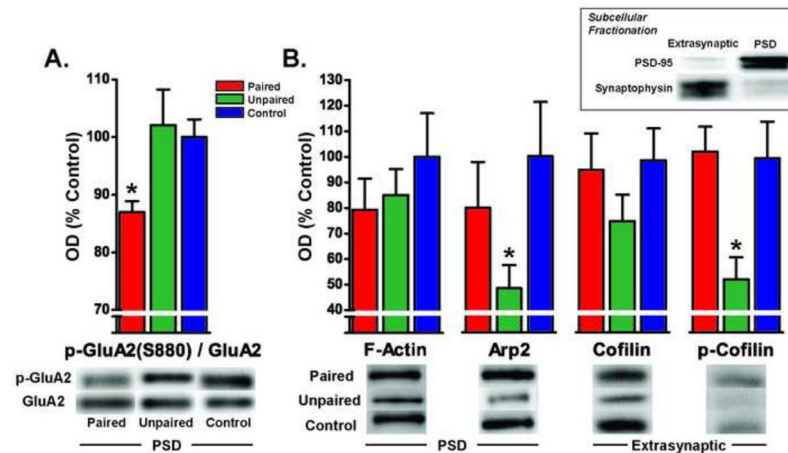 A.
OD (% Control)
110
100
90
80
70
Paired
Unpaired
Control
*
p-GluA2(S880) / GluA2
p-GluA2
GluA2
Paired Unpaired Control
PSD
B.
Subcellular
Fractionation
Extrasynaptic PSD
PSD-95
Synaptophysin
OD (% Control)
130
120
110
100
90
80
70
60
50
40
*
*
F-Actin Arp2 Cofilin p-Cofilin
Paired
Unpaired
Control
PSD Extrasynaptic